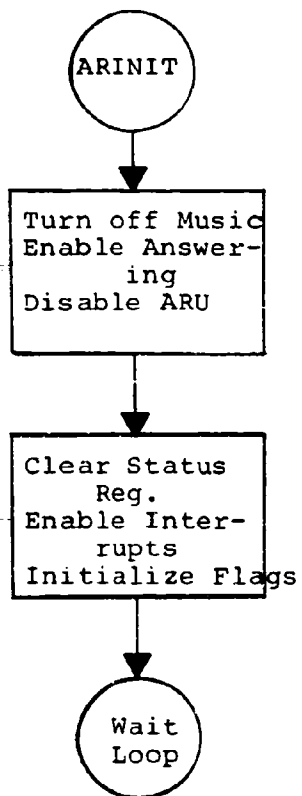 ARINIT
Turn off Music
Enable Answer-
ing
Disable ARU
Clear Status
Reg.
Enable Inter-
rupts
Initialize Flags
Wait
Loop